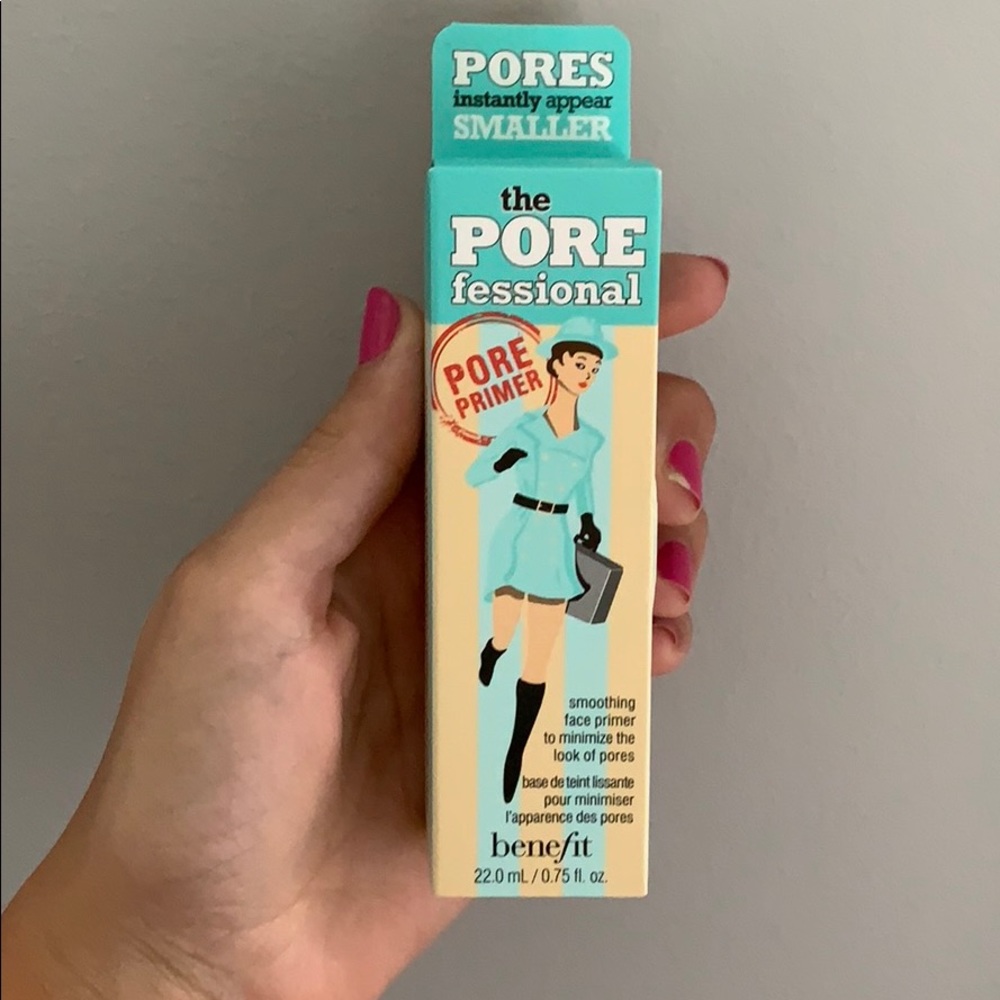 PORES
instantly appear
SMALLER
the
PORE
fessional
PORE
PRIMER
smoothing
face primer
to minimize the
look of pores
base de teint lissante
pour minimiser
l'apparence des pores
benefit
22.0 mL / 0.75 fl. oz.